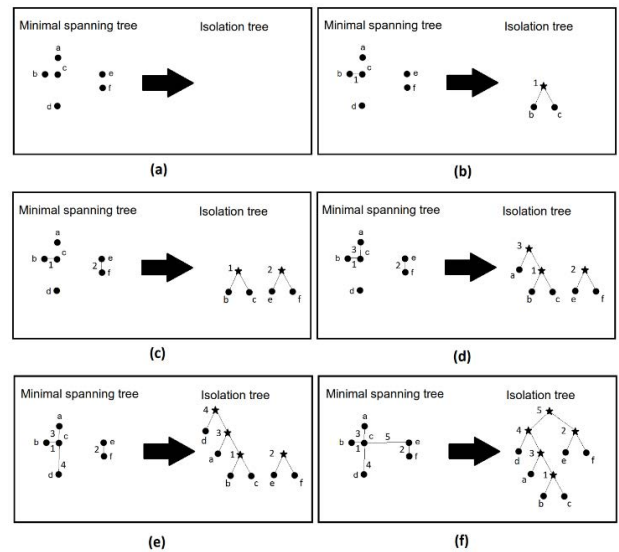 Minimal spanning tree Isolation tree
a
b c e
f
d
(a)
Minimal spanning tree Isolation tree
a
b c e
1 f
d
1
b c
(b)
Minimal spanning tree Isolation tree
a
b c e
1 2 f
d
1 2
b c e f
(c)
Minimal spanning tree Isolation tree
a
3
b c e
1 2 f
d
3
a 1 2
b c e f
(d)
Minimal spanning tree Isolation tree
a
3
b c e
1 2 f
4
d
4
d 3
a 1 2
b c e f
(e)
Minimal spanning tree Isolation tree
a
3
b c 5 e
1 2 f
4
d
5
4 2
d 3 e f
a 1
b c
(f)